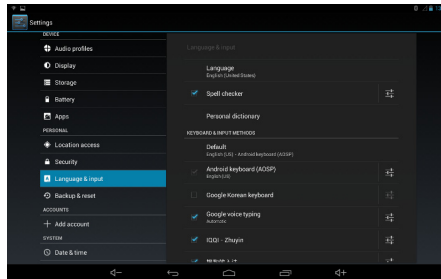 Settings
DEVICE
Audio profiles
Display
Storage
Battery
Apps
PERSONAL
Location access
Security
Language & input
Backup & reset
ACCOUNTS
Add account
SYSTEM
Date & time
Language & input
Language
English (United States)
Spell checker
Personal dictionary
KEYBOARD & INPUT METHODS
Default
English (US) - Android keyboard (AOSP)
Android keyboard (AOSP)
English (US)
Google Korean keyboard
Google voice typing
Automatic
IQQI - Zhuyin